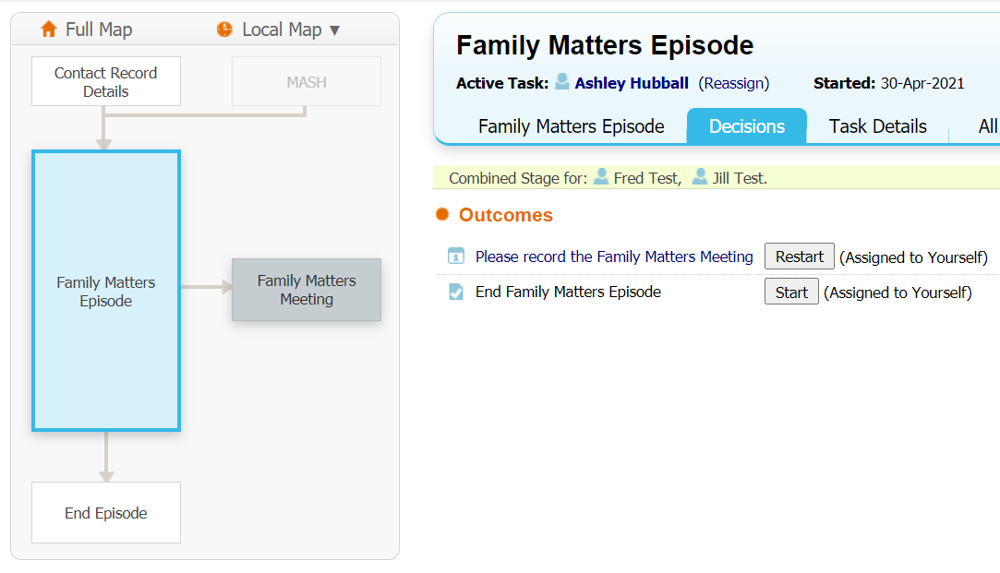 Full Map
Local Map ▼
Contact Record
Details
MASH
Family Matters
Episode
Family Matters
Meeting
End Episode
Family Matters Episode
Active Task: Ashley Hubball (Reassign) Started: 30-Apr-2021
Family Matters Episode Decisions Task Details All
Combined Stage for: Fred Test, Jill Test.
Outcomes
Please record the Family Matters Meeting Restart (Assigned to Yourself)
End Family Matters Episode Start (Assigned to Yourself)